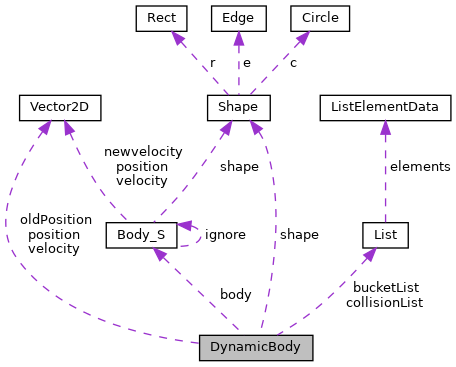 Rect
Edge
Circle
r
e
c
Vector2D
Shape
ListElementData
newvelocity
position
velocity
shape
elements
oldPosition
position
velocity
Body_S
ignore
shape
List
body
bucketList
collisionList
DynamicBody